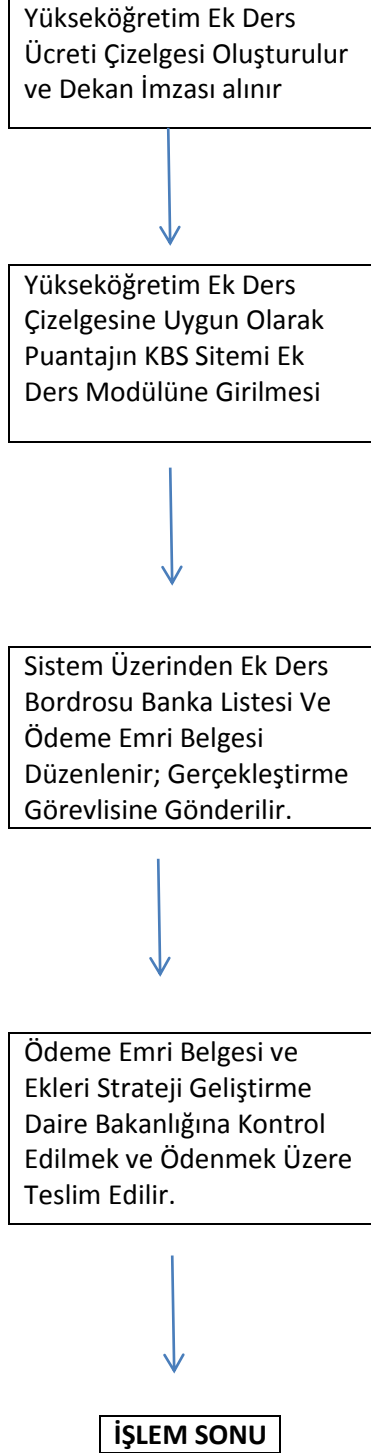 Yükseköğretim Ek Ders
Ücreti Çizelgesi Oluşturulur
ve Dekan İmzası alınır
Yükseköğretim Ek Ders
Çizelgesine Uygun Olarak
Puantajın KBS Sitemi Ek
Ders Modülüne Girilmesi
Sistem Üzerinden Ek Ders
Bordrosu Banka Listesi Ve
Ödeme Emri Belgesi
Düzenlenir; Gerçekleştirme
Görevlisine Gönderilir.
Ödeme Emri Belgesi ve
Ekleri Strateji Geliştirme
Daire Bakanlığına Kontrol
Edilmek ve Ödenmek Üzere
Teslim Edilir.
İŞLEM SONU